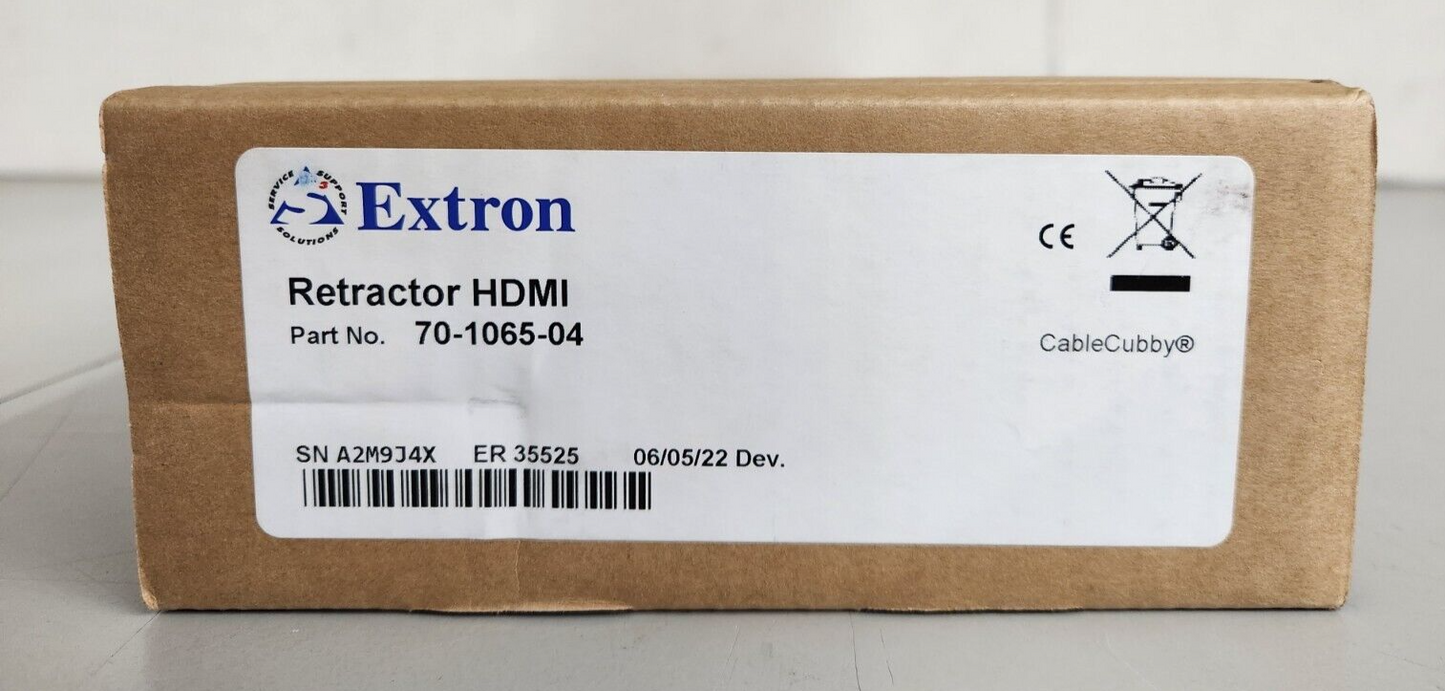 SERVICE SUPPORT SOLUTIONS
S3
Extron
Retractor HDMI
Part No. 70-1065-04
CE
CableCubby®
SN A2M9J4X ER 35525 06/05/22 Dev.